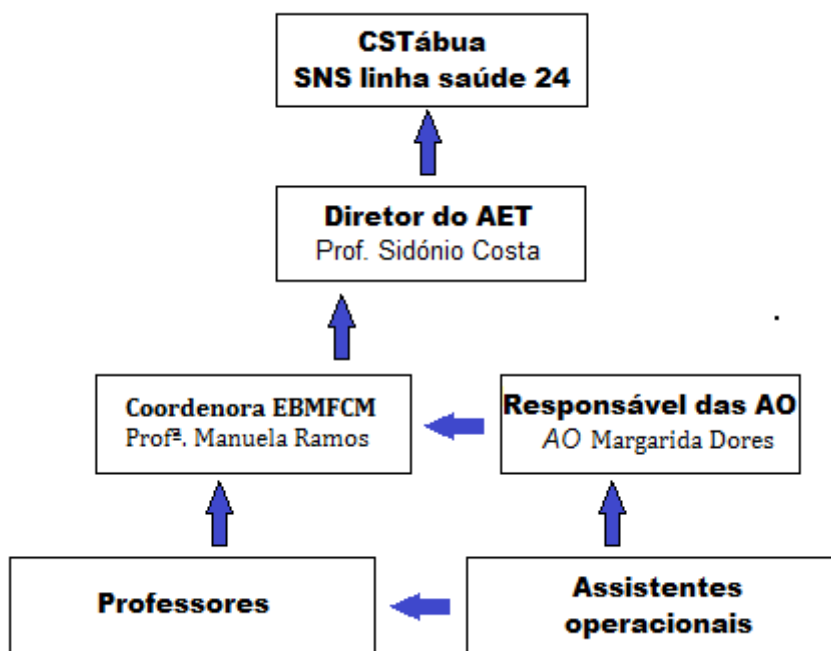 CSTábua
SNS linha saúde 24
Diretor do AET
Prof. Sidónio Costa
Coordenora EBMFCM
Profª. Manuela Ramos
Responsável das AO
AO Margarida Dores
Professores
Assistentes
operacionais